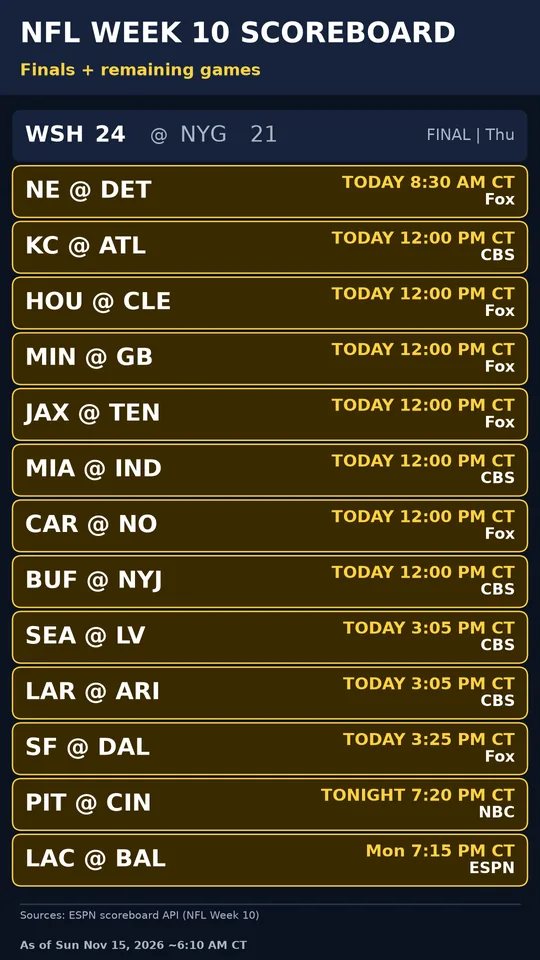 NFL WEEK 10 SCOREBOARD
Finals + remaining games
WSH 24 @ NYG 21 FINAL | Thu
NE @ DET TODAY 8:30 AM CT
Fox
KC @ ATL TODAY 12:00 PM CT
CBS
HOU @ CLE TODAY 12:00 PM CT
Fox
MIN @ GB TODAY 12:00 PM CT
Fox
JAX @ TEN TODAY 12:00 PM CT
Fox
MIA @ IND TODAY 12:00 PM CT
CBS
CAR @ NO TODAY 12:00 PM CT
Fox
BUF @ NYJ TODAY 12:00 PM CT
CBS
SEA @ LV TODAY 3:05 PM CT
CBS
LAR @ ARI TODAY 3:05 PM CT
CBS
SF @ DAL TODAY 3:25 PM CT
Fox
PIT @ CIN TONIGHT 7:20 PM CT
NBC
LAC @ BAL Mon 7:15 PM CT
ESPN
Sources: ESPN scoreboard API (NFL Week 10)
As of Sun Nov 15, 2026 ~6:10 AM CT